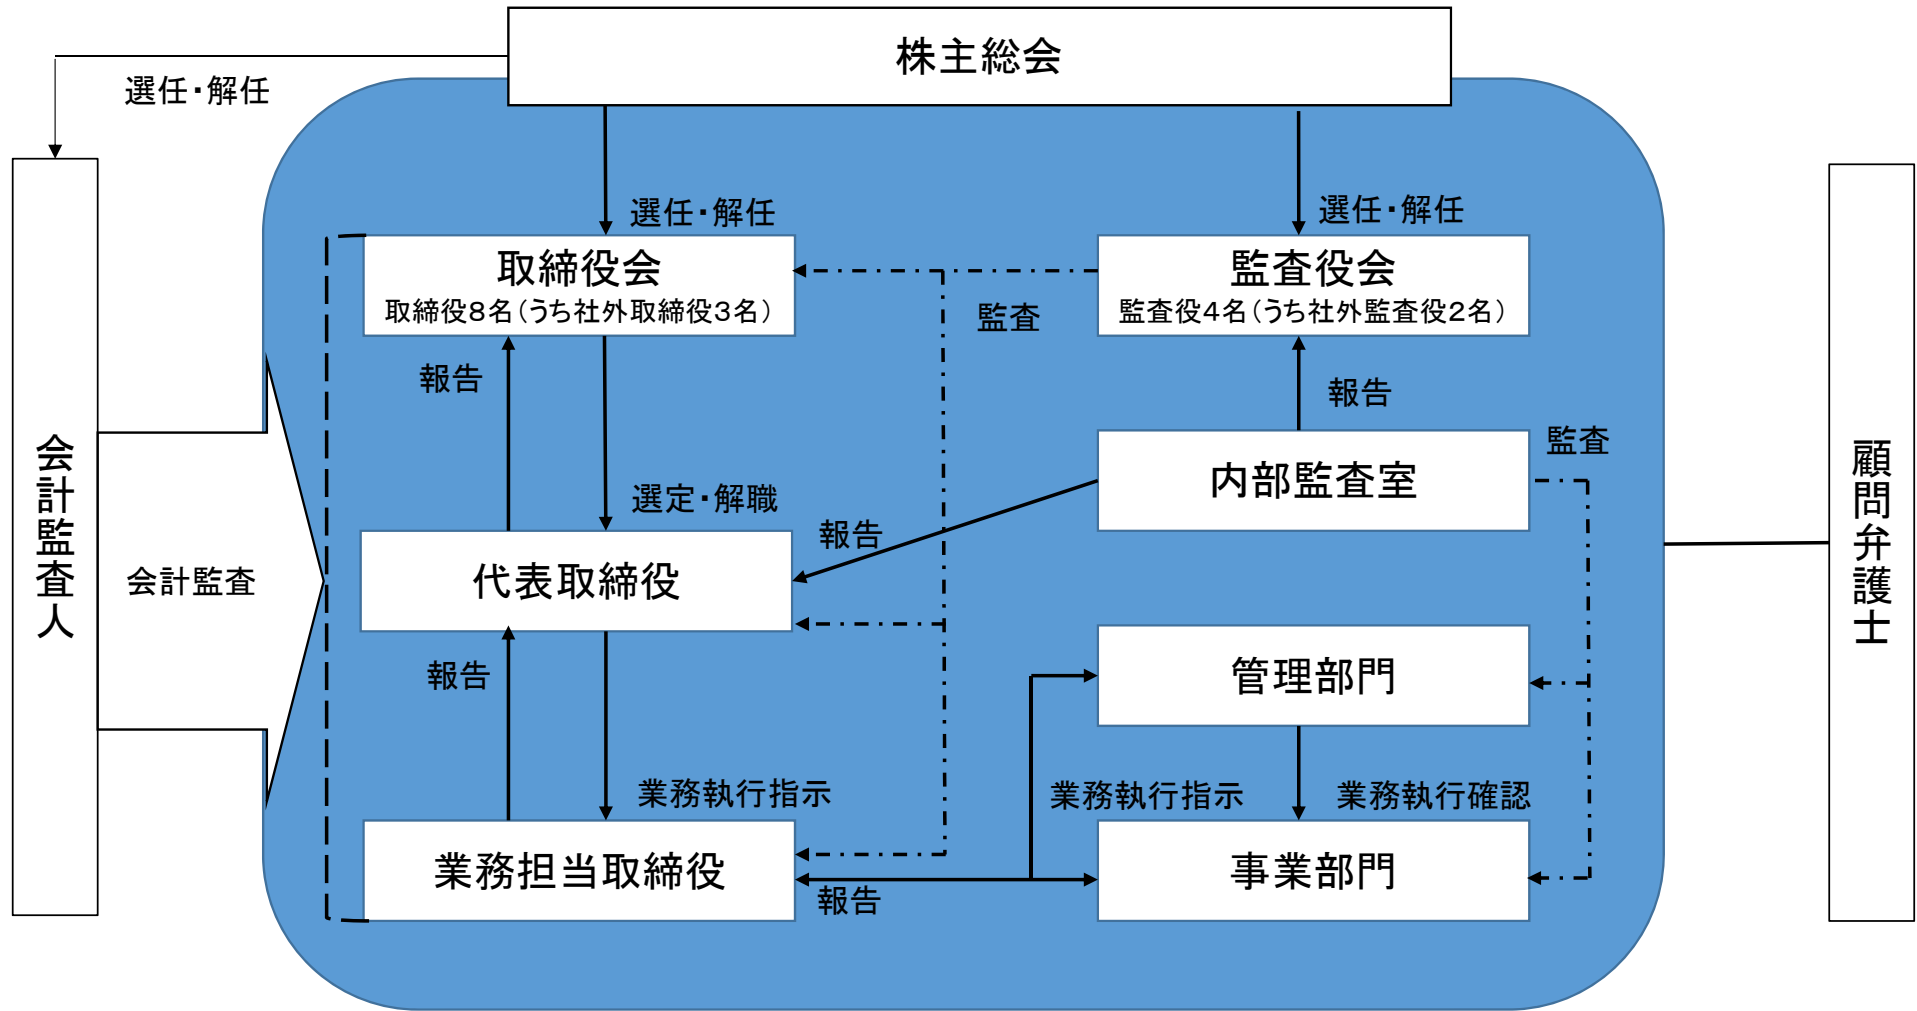 株主総会
選任・解任
選任・解任
選任・解任
取締役会
取締役8名(うち社外取締役3名)
監査役会
監査役4名(うち社外監査役2名)
監査
報告
報告
監査
内部監査室
選定・解職
報告
代表取締役
会計監査人
会計監査
顧問弁護士
報告
管理部門
業務執行指示
業務執行指示
業務執行確認
業務担当取締役
報告
事業部門